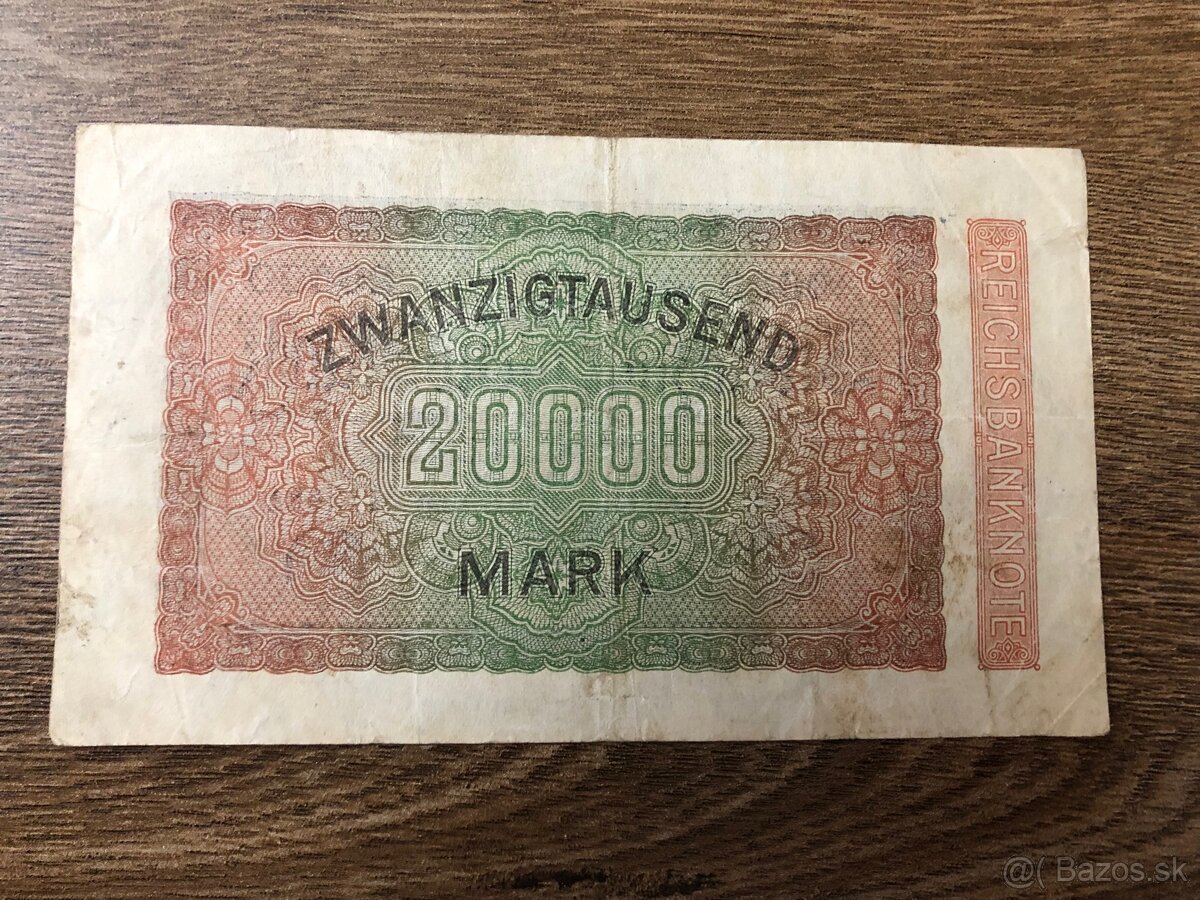 ZWANZIGTAUSEND
20000
MARK
REICHSBANKNOTE
@( Bazos.sk